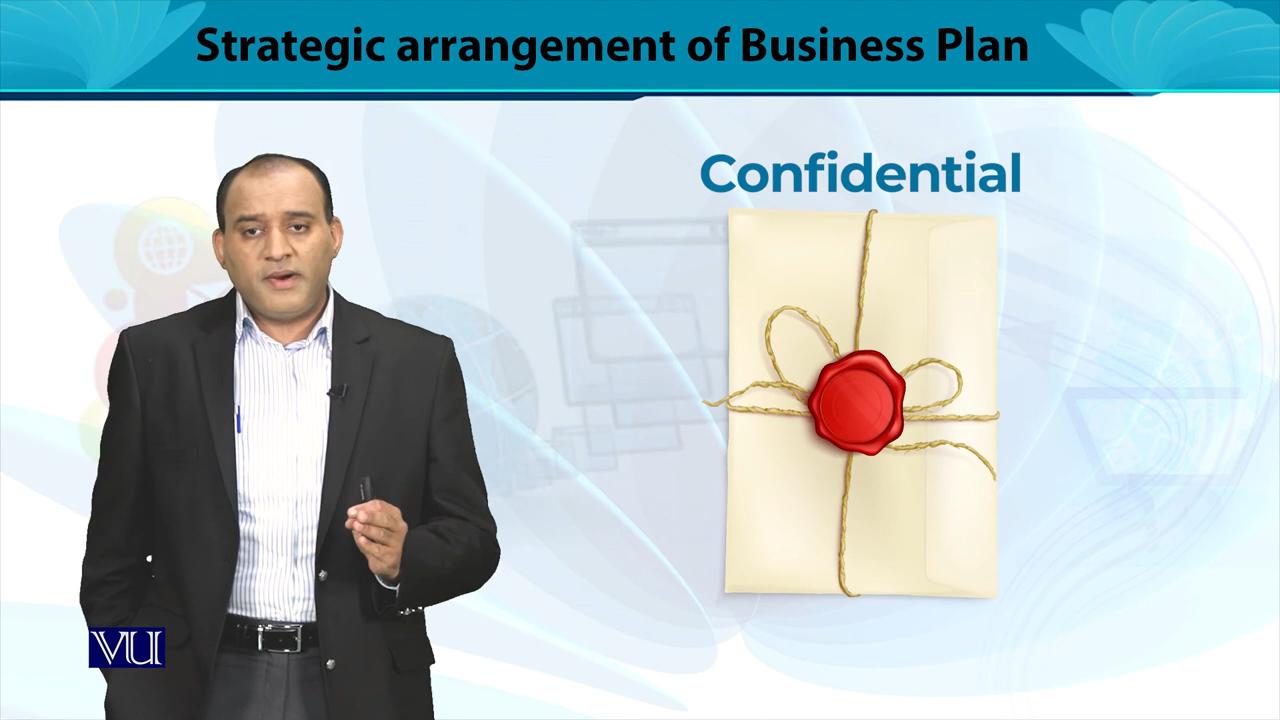 Strategic arrangement of Business Plan
Confidential
VU